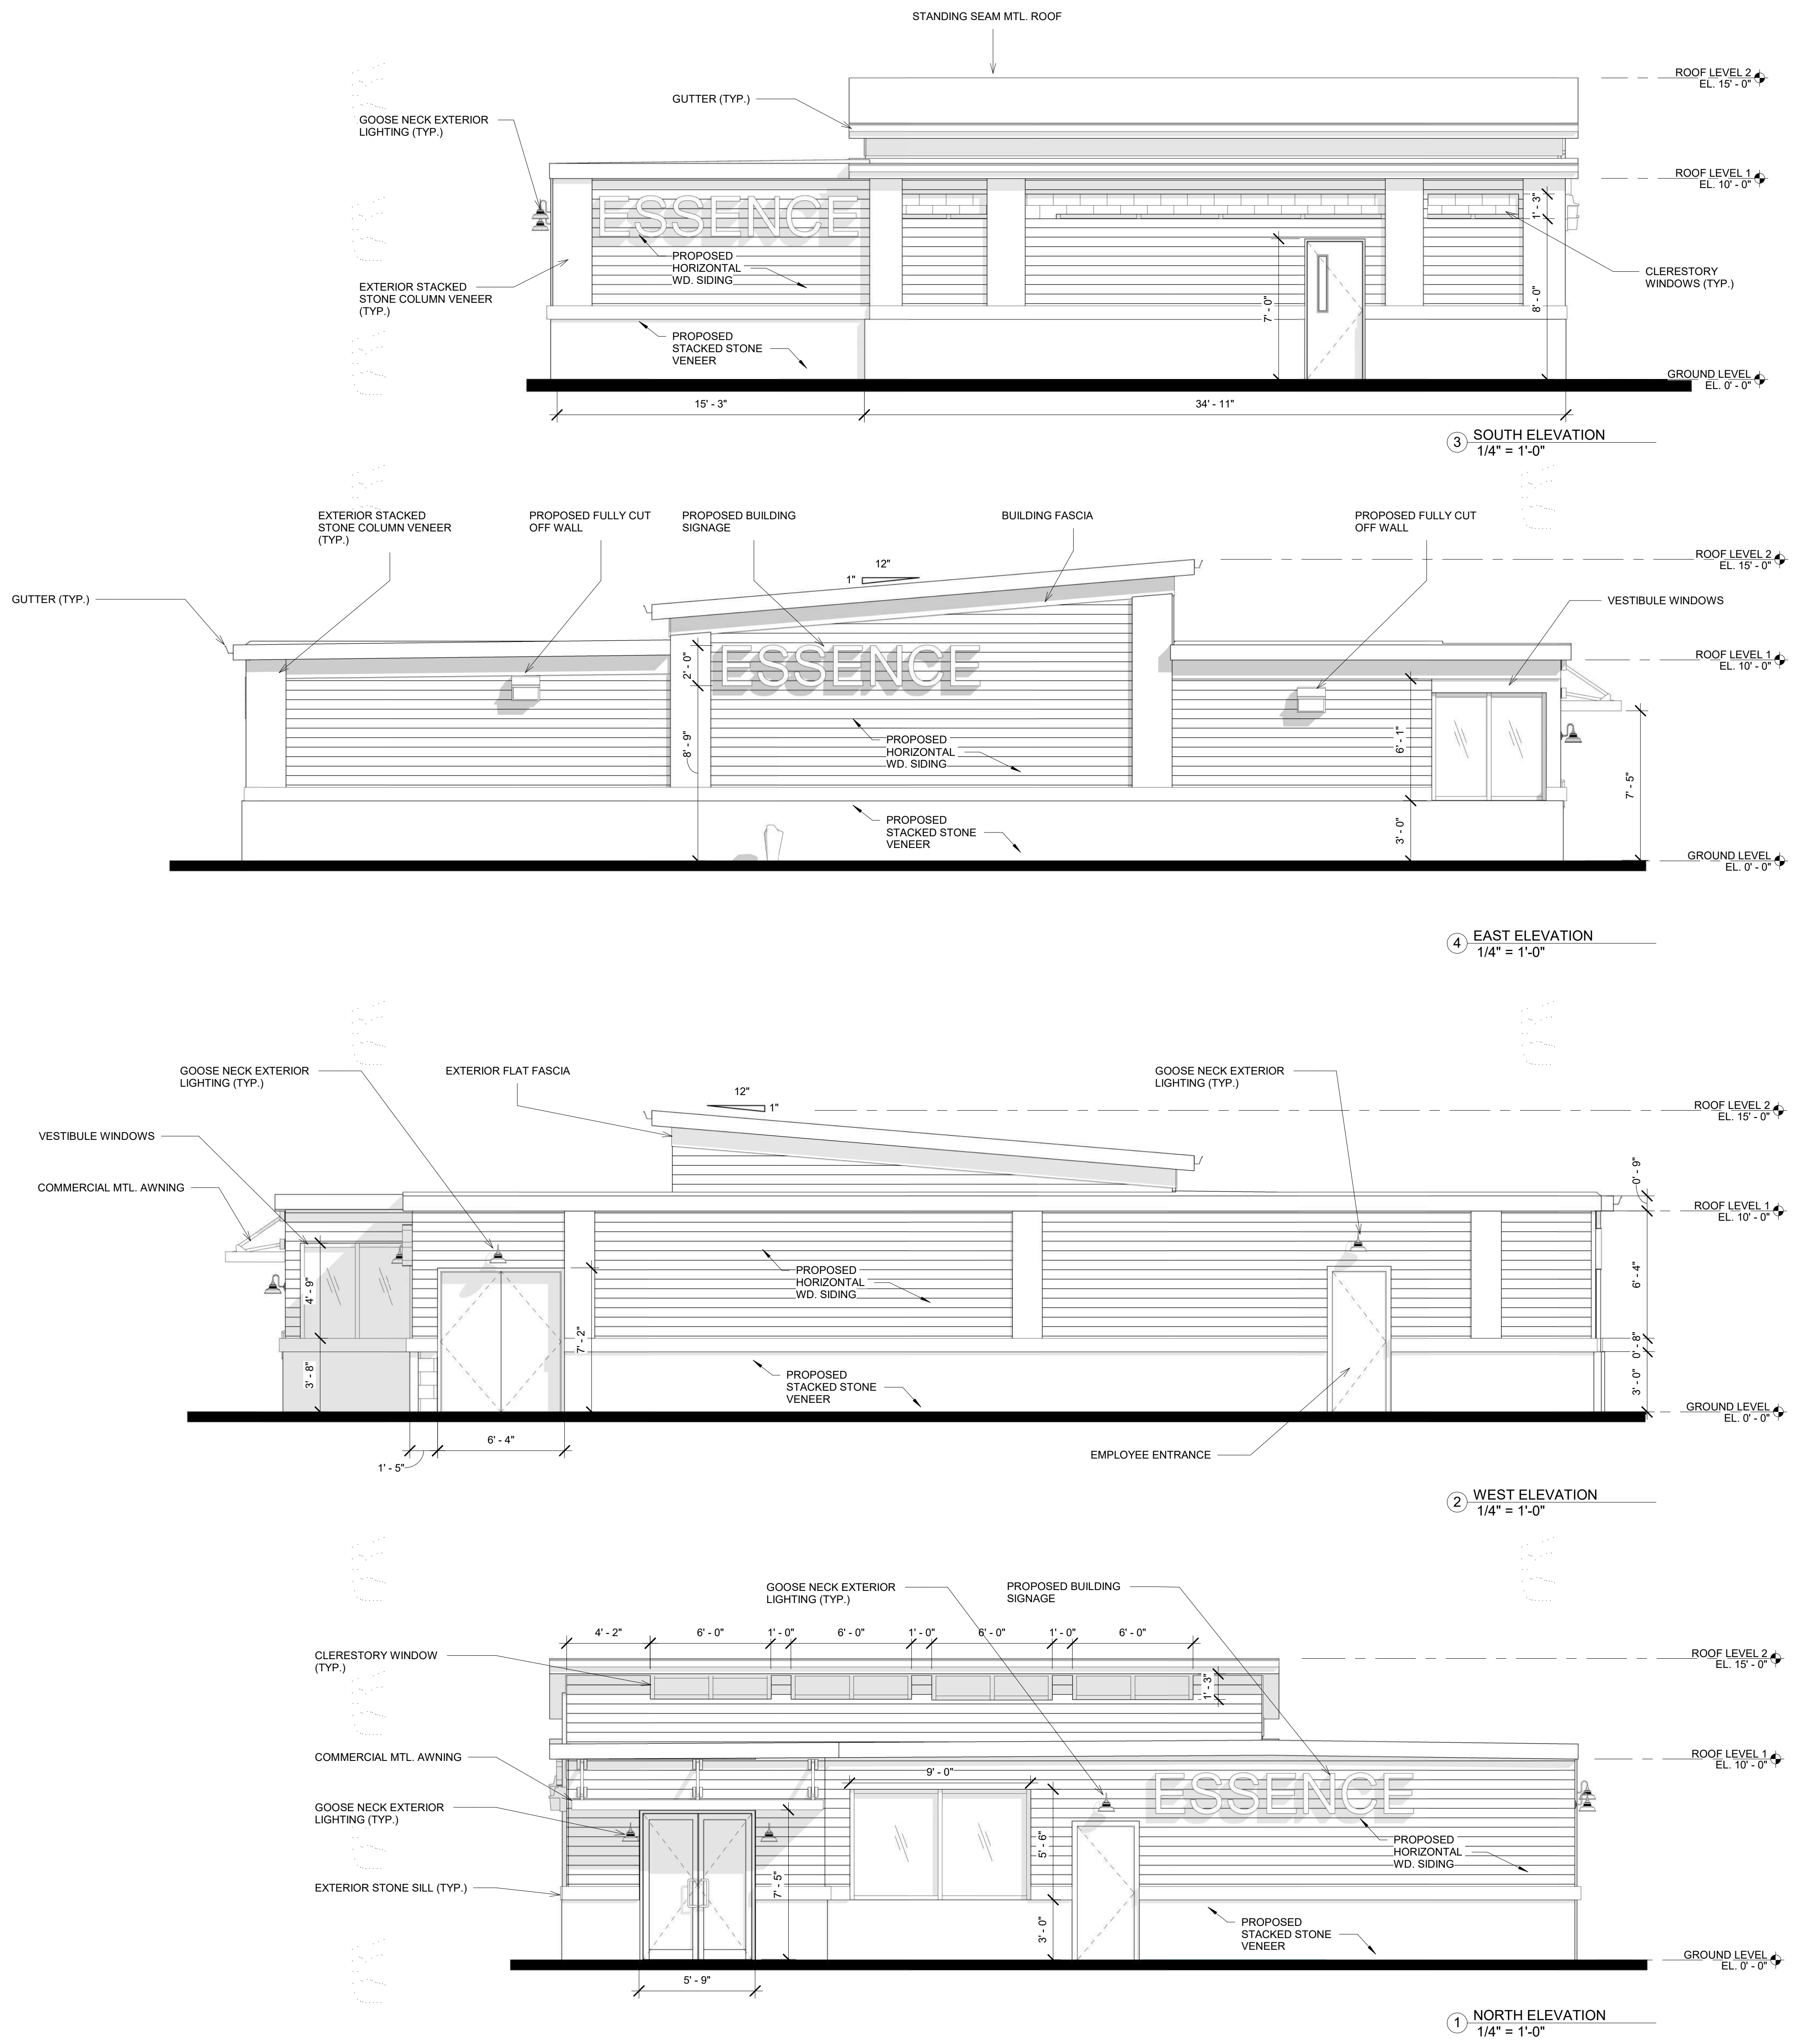 STANDING SEAM MTL. ROOF
ROOF LEVEL 2
EL. 15' - 0"
GUTTER (TYP.)
GOOSE NECK EXTERIOR
LIGHTING (TYP.)
ROOF LEVEL 1
EL. 10' - 0"
ESSENCE
1' - 3"
PROPOSED
HORIZONTAL
WD. SIDING
CLERESTORY
WINDOWS (TYP.)
EXTERIOR STACKED
STONE COLUMN VENEER
(TYP.)
7' - 0"
8' - 0"
PROPOSED
STACKED STONE
VENEER
GROUND LEVEL
EL. 0' - 0"
15' - 3"
34' - 11"
3
SOUTH ELEVATION
1/4" = 1'-0"
EXTERIOR STACKED
STONE COLUMN VENEER
(TYP.)
PROPOSED FULLY CUT
OFF WALL
PROPOSED BUILDING
SIGNAGE
BUILDING FASCIA
PROPOSED FULLY CUT
OFF WALL
ROOF LEVEL 2
EL. 15' - 0"
12"
1"
GUTTER (TYP.)
VESTIBULE WINDOWS
ROOF LEVEL 1
EL. 10' - 0"
2' - 0"
ESSENCE
8' - 9"
PROPOSED
HORIZONTAL
WD. SIDING
6' - 1"
7' - 5"
PROPOSED
STACKED STONE
VENEER
3' - 0"
GROUND LEVEL
EL. 0' - 0"
4
EAST ELEVATION
1/4" = 1'-0"
GOOSE NECK EXTERIOR
LIGHTING (TYP.)
EXTERIOR FLAT FASCIA
GOOSE NECK EXTERIOR
LIGHTING (TYP.)
12"
1"
ROOF LEVEL 2
EL. 15' - 0"
VESTIBULE WINDOWS
COMMERCIAL MTL. AWNING
0' - 9"
ROOF LEVEL 1
EL. 10' - 0"
4' - 9"
PROPOSED
HORIZONTAL
WD. SIDING
6' - 4"
7' - 2"
0' - 8"
3' - 8"
PROPOSED
STACKED STONE
VENEER
3' - 0"
GROUND LEVEL
EL. 0' - 0"
6' - 4"
1' - 5"
EMPLOYEE ENTRANCE
2
WEST ELEVATION
1/4" = 1'-0"
GOOSE NECK EXTERIOR
LIGHTING (TYP.)
PROPOSED BUILDING
SIGNAGE
4' - 2"
6' - 0"
1' - 0"
6' - 0"
1' - 0"
6' - 0"
1' - 0"
6' - 0"
CLERESTORY WINDOW
(TYP.)
ROOF LEVEL 2
EL. 15' - 0"
1' - 3"
COMMERCIAL MTL. AWNING
ROOF LEVEL 1
EL. 10' - 0"
9' - 0"
ESSENCE
GOOSE NECK EXTERIOR
LIGHTING (TYP.)
5' - 6"
PROPOSED
HORIZONTAL
WD. SIDING
7' - 5"
EXTERIOR STONE SILL (TYP.)
3' - 0"
PROPOSED
STACKED STONE
VENEER
GROUND LEVEL
EL. 0' - 0"
5' - 9"
1
NORTH ELEVATION
1/4" = 1'-0"